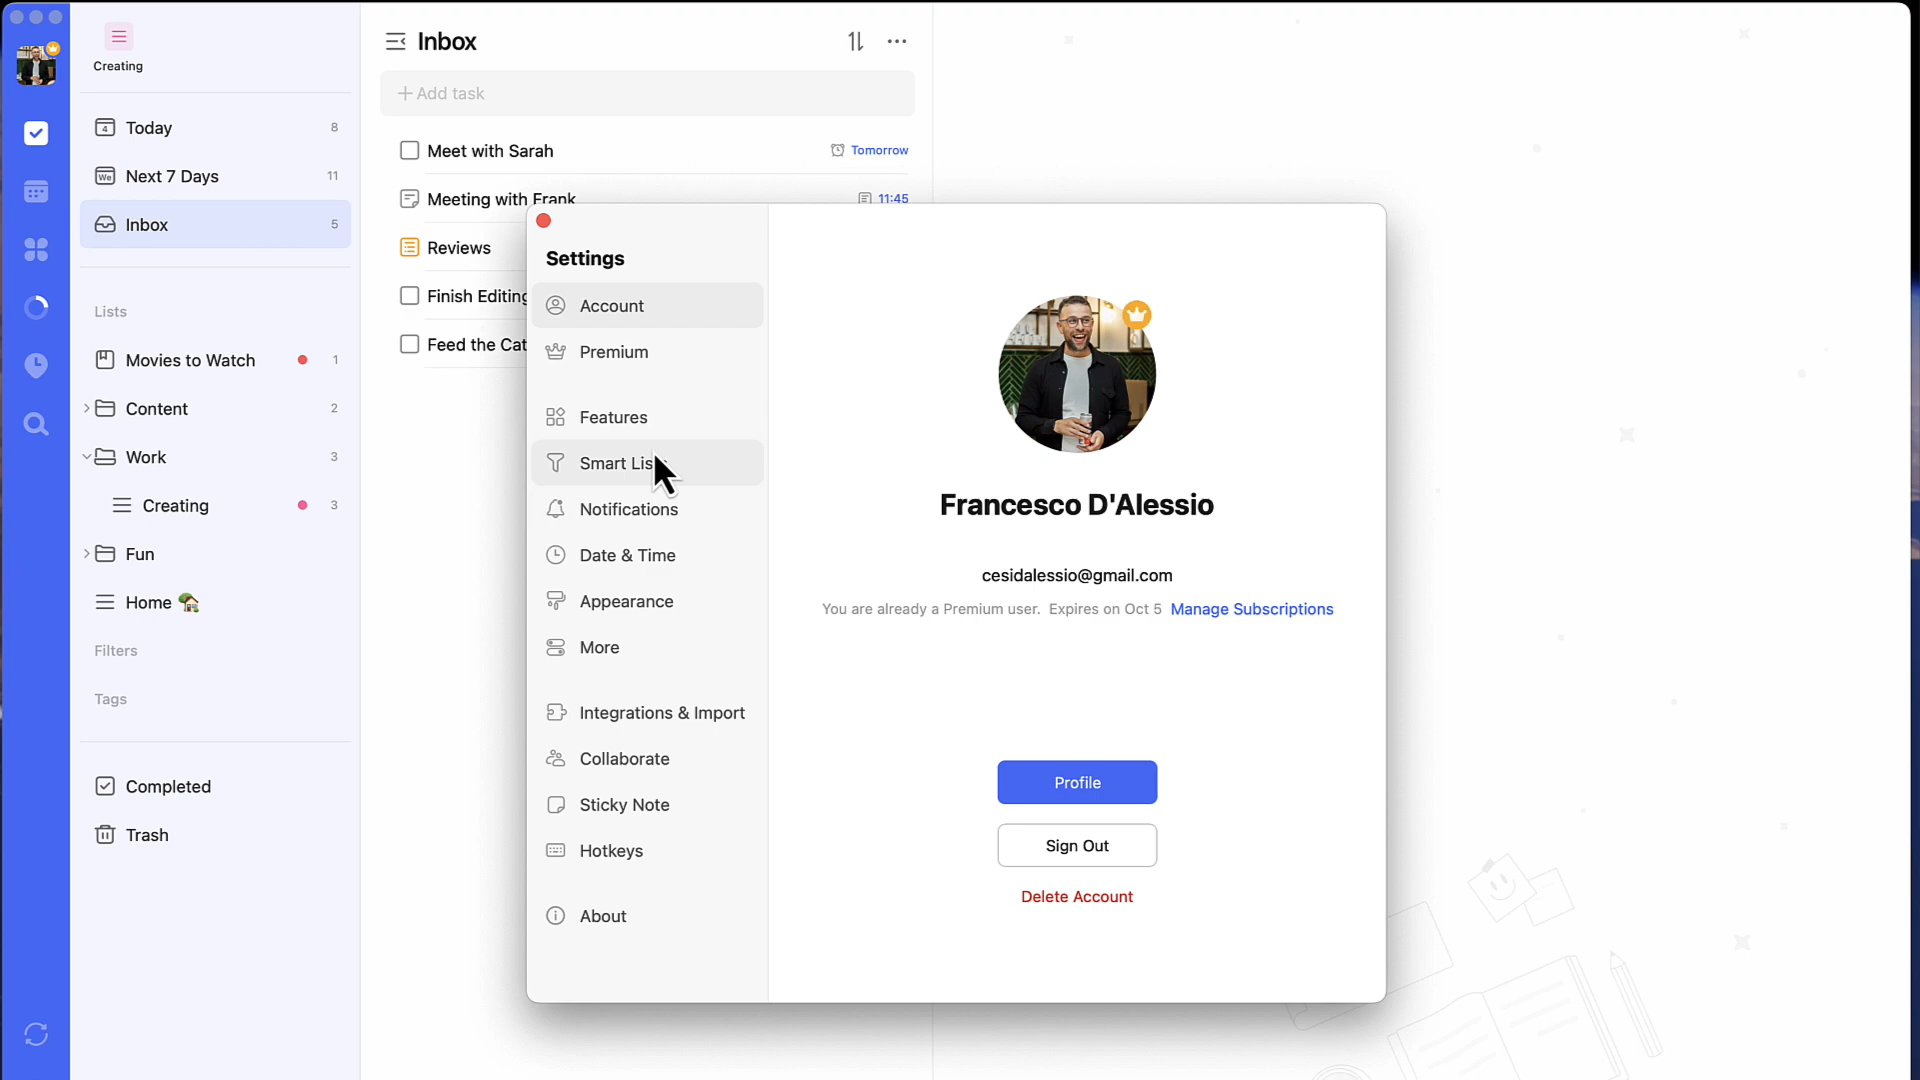 Creating
Today 8
Next 7 Days 11
Inbox 5
Lists
Movies to Watch 1
Content 2
Work 3
Creating 3
Fun
Home
Filters
Tags
Completed
Trash
Inbox
Add task
Meet with Sarah Tomorrow
Meeting with Frank 11:45
Reviews
Finish Editing
Feed the Cat
Settings
Account
Premium
Features
Smart Lis
Notifications
Date & Time
Appearance
More
Integrations & Import
Collaborate
Sticky Note
Hotkeys
About
Francesco D'Alessio
cesidalessio@gmail.com
You are already a Premium user. Expires on Oct 5 Manage Subscriptions
Profile
Sign Out
Delete Account